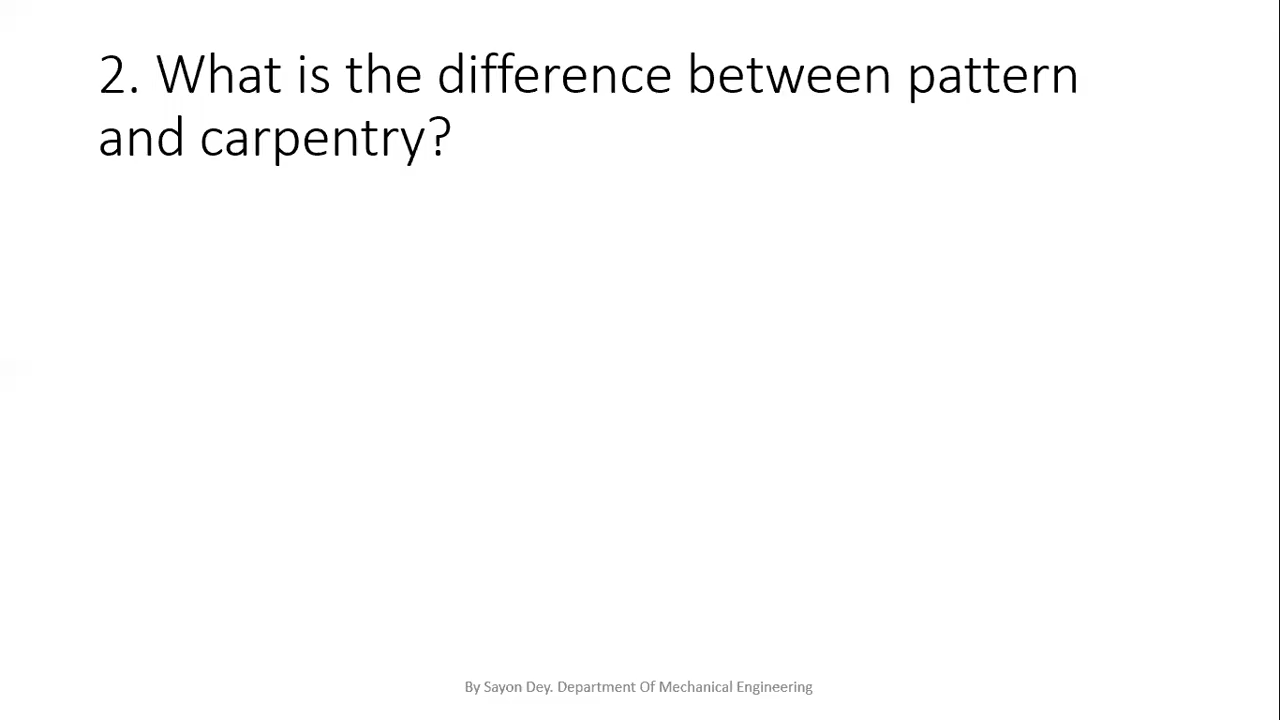 2. What is the difference between pattern
and carpentry?
By Sayon Dey. Department Of Mechanical Engineering